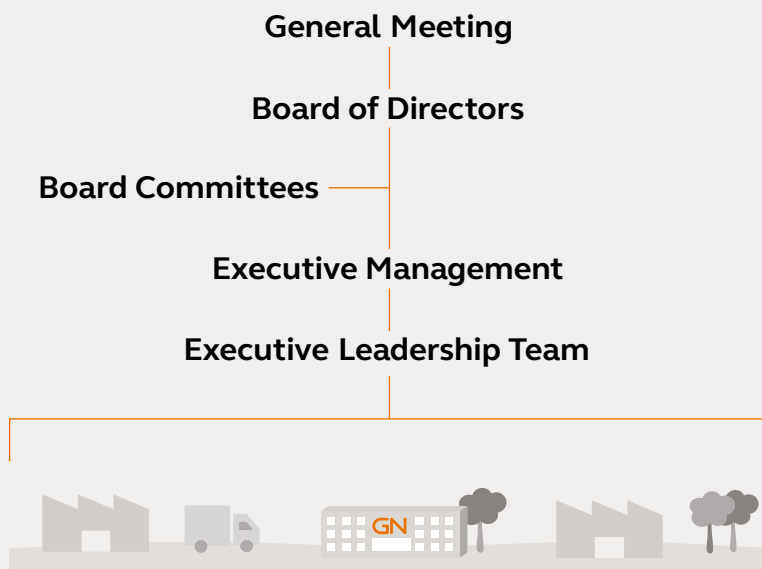 General Meeting
Board of Directors
Board Committees
Executive Management
Executive Leadership Team
GN